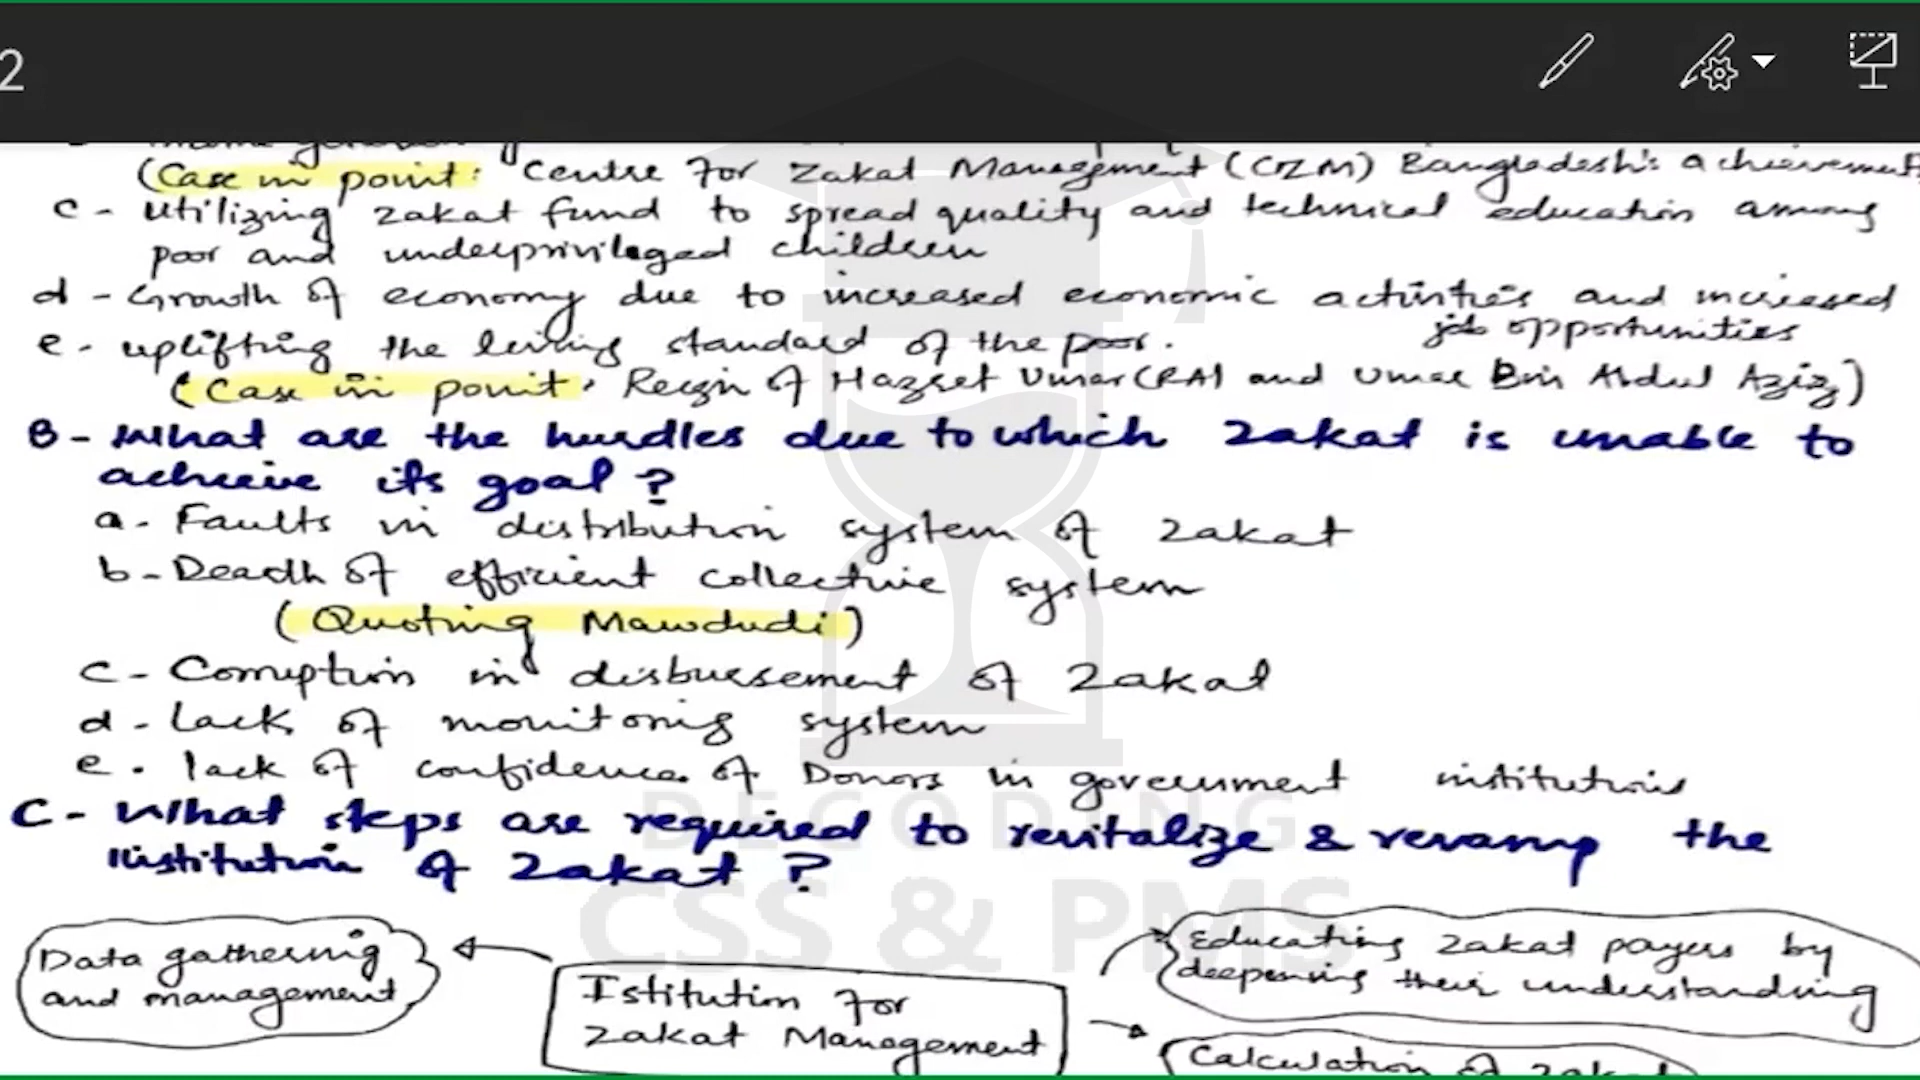 2
(Case in point: Centre For Zakat Management (CZM) Bangladesh's achievement
c - utilizing zakat fund to spread quality and technical education among
poor and underprivileged children
d - Growth of economy due to increased economic activities and increased
job opportunities
e - uplifting the living standard of the poor.
(Case in point: Reign of Hazret Umar (RA) and Umar Bin Abdul Aziz)
B - What are the hurdles due to which zakat is unable to
achieve its goal?
a - Faults in distribution system of zakat
b - Dearth of efficient collective system
(Quoting Mawdudi)
c - Corruption in disbursement of Zakat
d - Lack of monitoring system
e. lack of confidence of Donors in government institutions
DECODING
C - What steps are required to revitalize & revamp the
institution of zakat?
CSS & PMS
Data gathering
and management
Istitution For
Zakat Management
Educating zakat payers by
deepening their understanding
Calculation of zakat